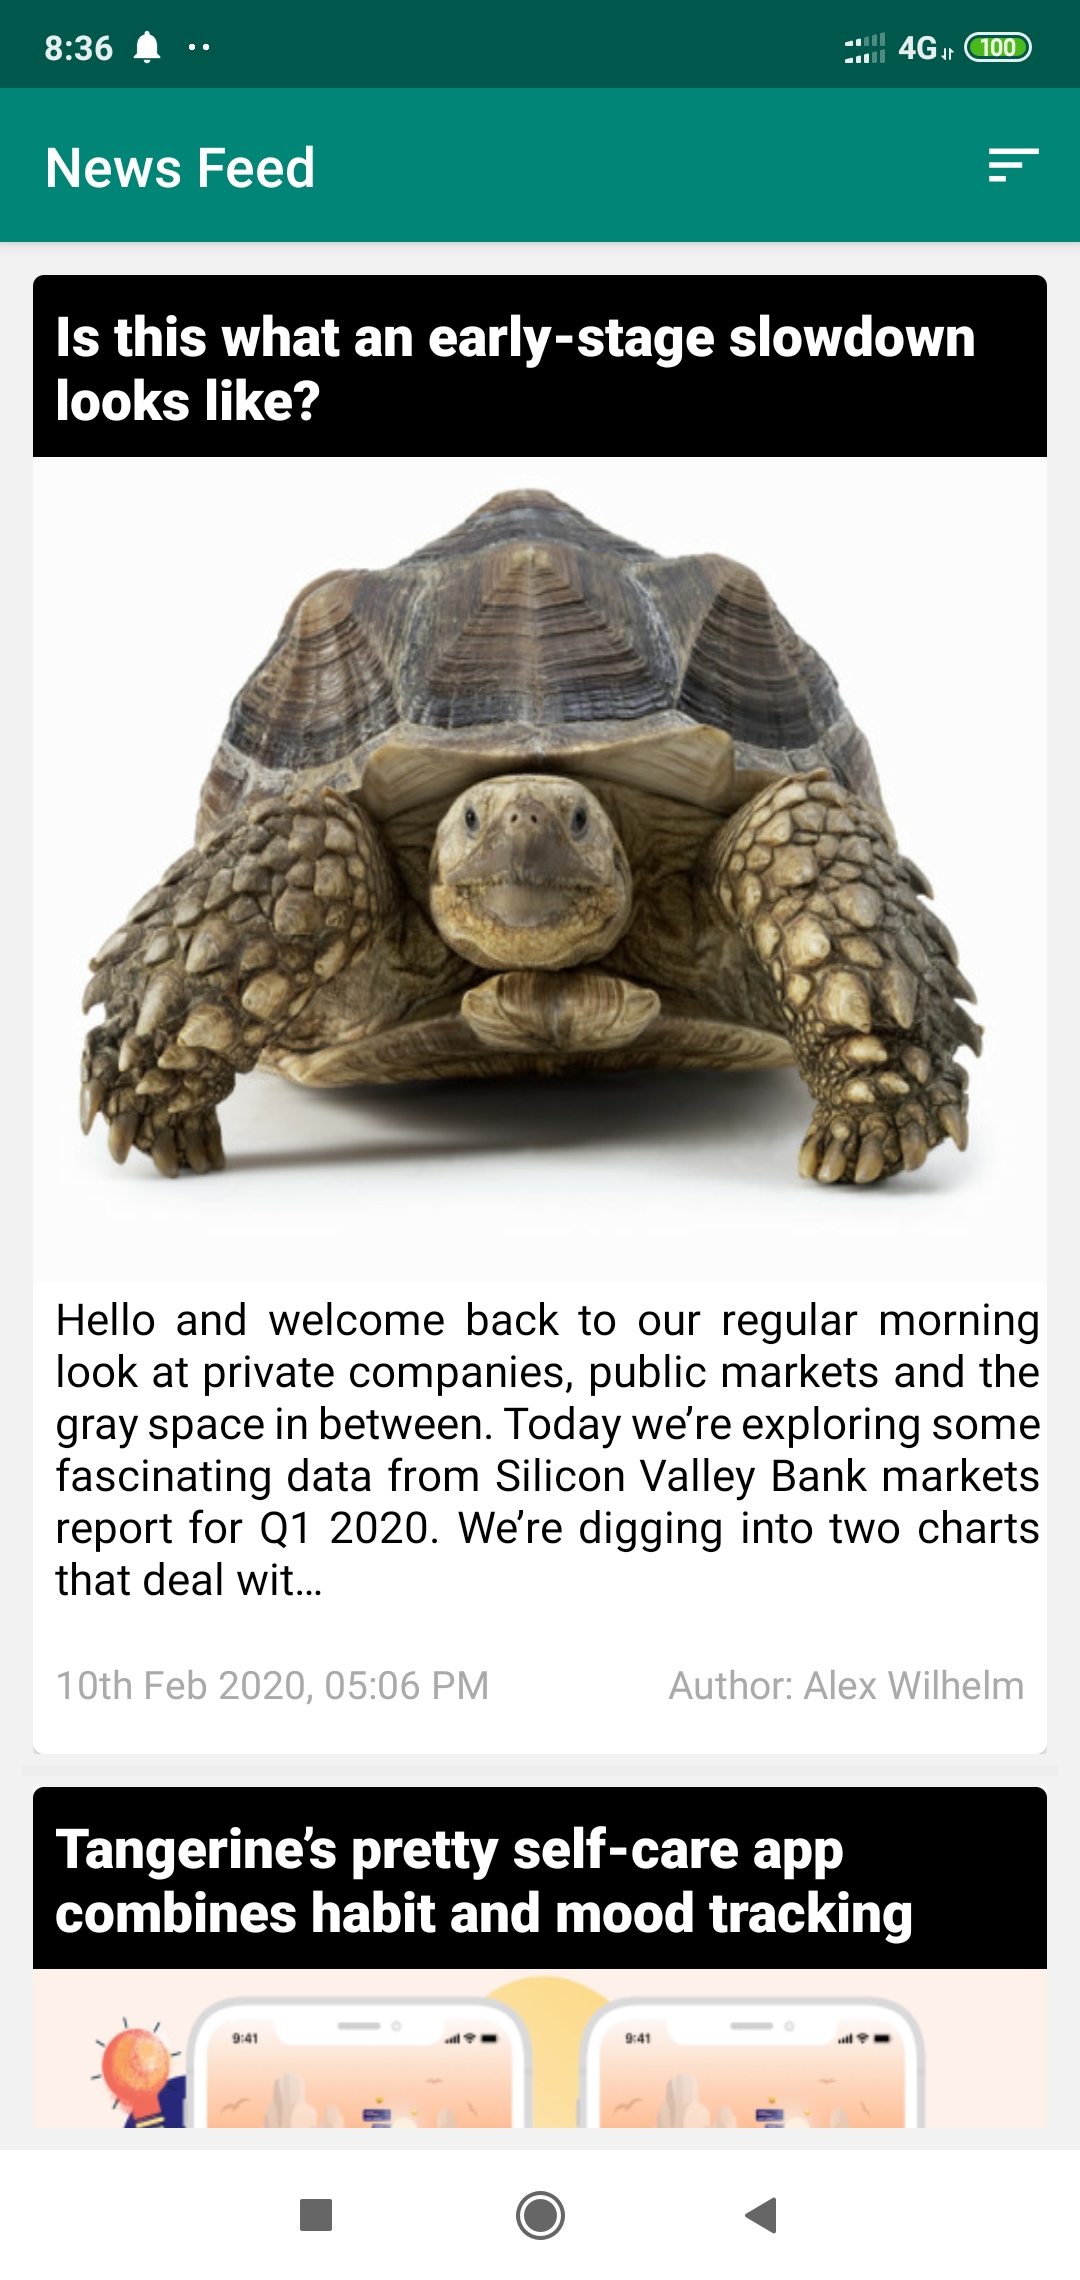 8:36
4G
100
News Feed
Is this what an early-stage slowdown
looks like?
Hello and welcome back to our regular morning
look at private companies, public markets and the
gray space in between. Today we’re exploring some
fascinating data from Silicon Valley Bank markets
report for Q1 2020. We’re digging into two charts
that deal wit…
10th Feb 2020, 05:06 PM
Author: Alex Wilhelm
Tangerine’s pretty self-care app
combines habit and mood tracking
9:41
9:41